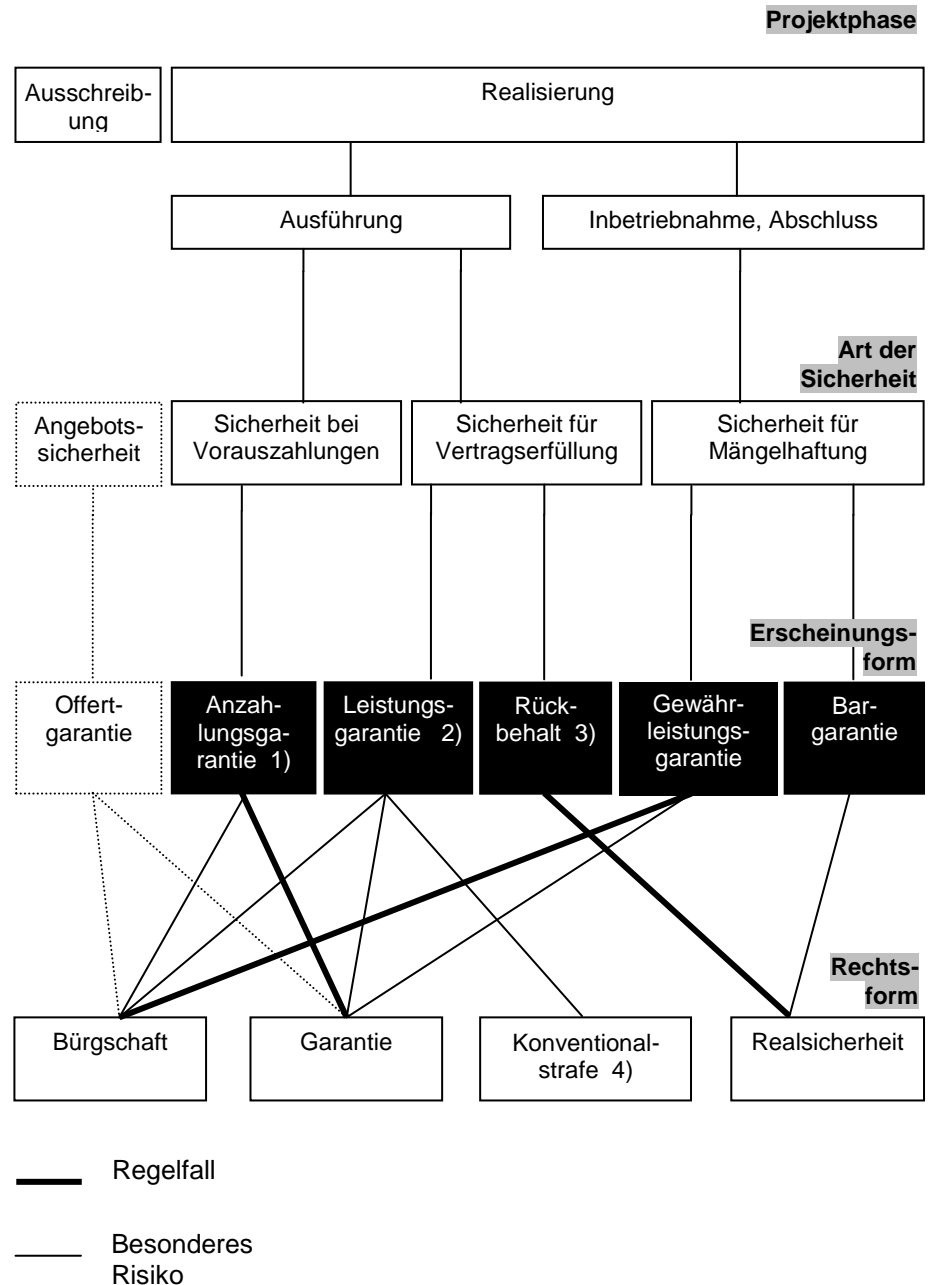 Projektphase
Ausschreib-
ung
Realisierung
Ausführung
Inbetriebnahme, Abschluss
Art der
Sicherheit
Angebots-
sicherheit
Sicherheit bei
Vorauszahlungen
Sicherheit für
Vertragserfüllung
Sicherheit für
Mängelhaftung
Erscheinungs-
form
Offert-
garantie
Anzah-
lungsga-
rantie 1)
Leistungs-
garantie 2)
Rück-
behalt 3)
Gewähr-
leistungs-
garantie
Bar-
garantie
Rechts-
form
Bürgschaft
Garantie
Konventional-
strafe 4)
Realsicherheit
Regelfall
Besonderes
Risiko